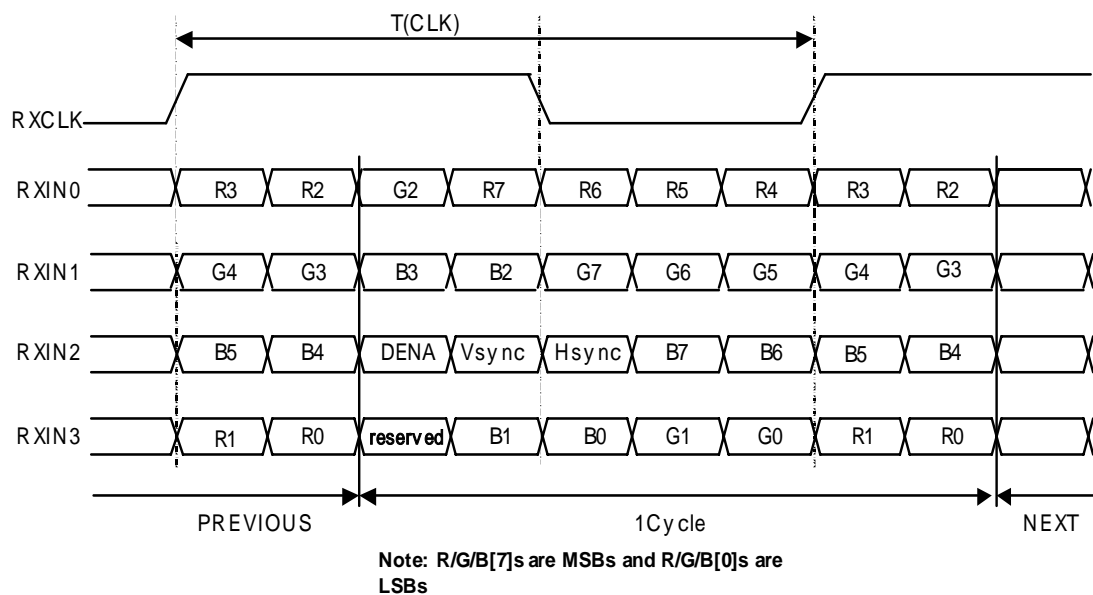 T(CLK)
RXCLK
RXIN0 R3 R2 G2 R7 R6 R5 R4 R3 R2
RXIN1 G4 G3 B3 B2 G7 G6 G5 G4 G3
RXIN2 B5 B4 DENA Vsync Hsync B7 B6 B5 B4
RXIN3 R1 R0 reserved B1 B0 G1 G0 R1 R0
PREVIOUS 1Cycle NEXT
Note: R/G/B[7]s are MSBs and R/G/B[0]s are
LSBs